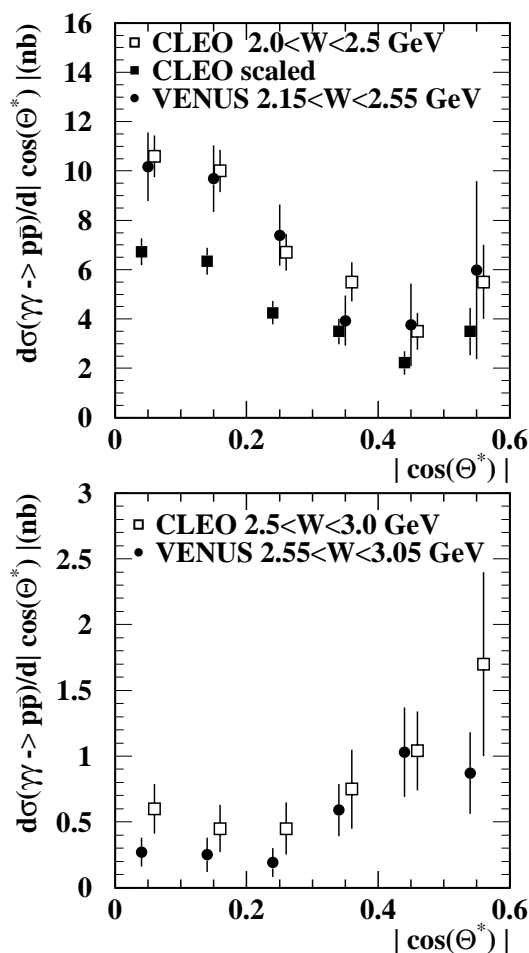 dσ(γγ -> pp̄)/d| cos(Θ*) |(nb)
16
14
12
10
8
6
4
2
0
□ CLEO 2.0<W<2.5 GeV
■ CLEO scaled
● VENUS 2.15<W<2.55 GeV
0 0.2 0.4 0.6
| cos(Θ*) |
dσ(γγ -> pp̄)/d| cos(Θ*) |(nb)
3
2.5
2
1.5
1
0.5
0
□ CLEO 2.5<W<3.0 GeV
● VENUS 2.55<W<3.05 GeV
0 0.2 0.4 0.6
| cos(Θ*) |